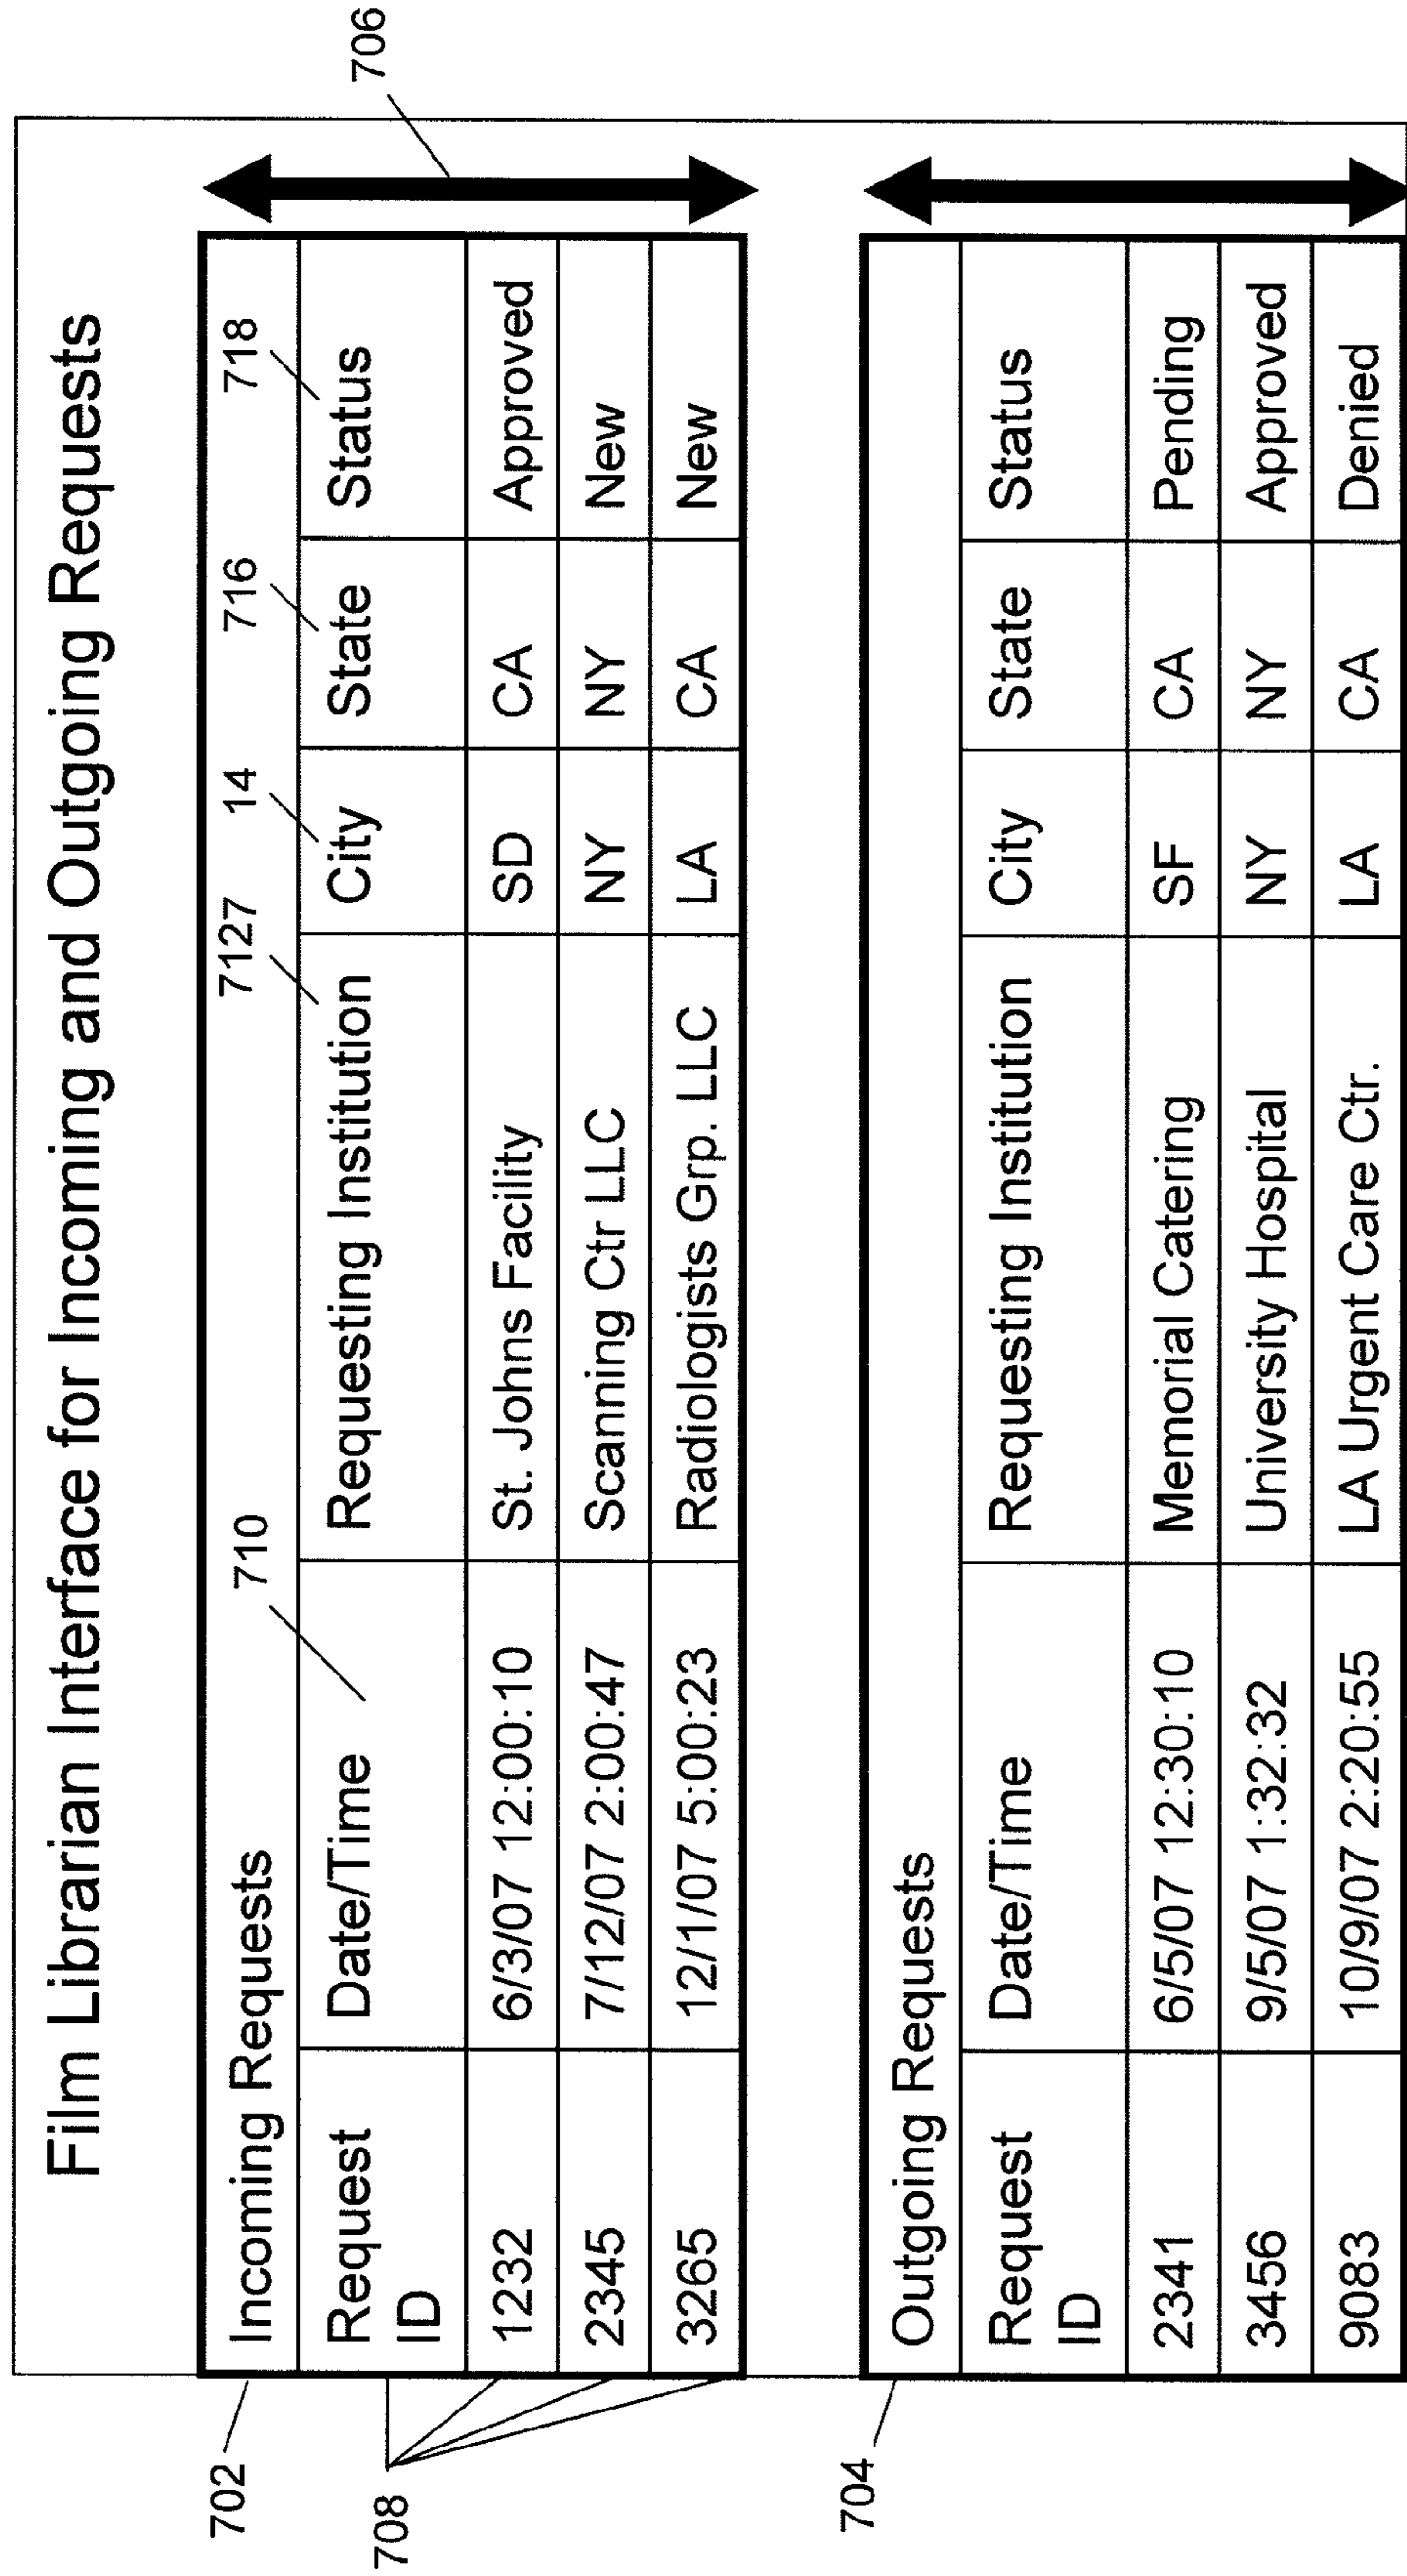 Film Librarian Interface for Incoming and Outgoing Requests
706
702
Incoming Requests
710
7127
14
716
718
Request ID Date/Time Requesting Institution City State Status
708
1232 6/3/07 12:00:10 St. Johns Facility SD CA Approved
2345 7/12/07 2:00:47 Scanning Ctr LLC NY NY New
3265 12/1/07 5:00:23 Radiologists Grp. LLC LA CA New
704
Outgoing Requests
Request ID Date/Time Requesting Institution City State Status
2341 6/5/07 12:30:10 Memorial Catering SF CA Pending
3456 9/5/07 1:32:32 University Hospital NY NY Approved
9083 10/9/07 2:20:55 LA Urgent Care Ctr. LA CA Denied